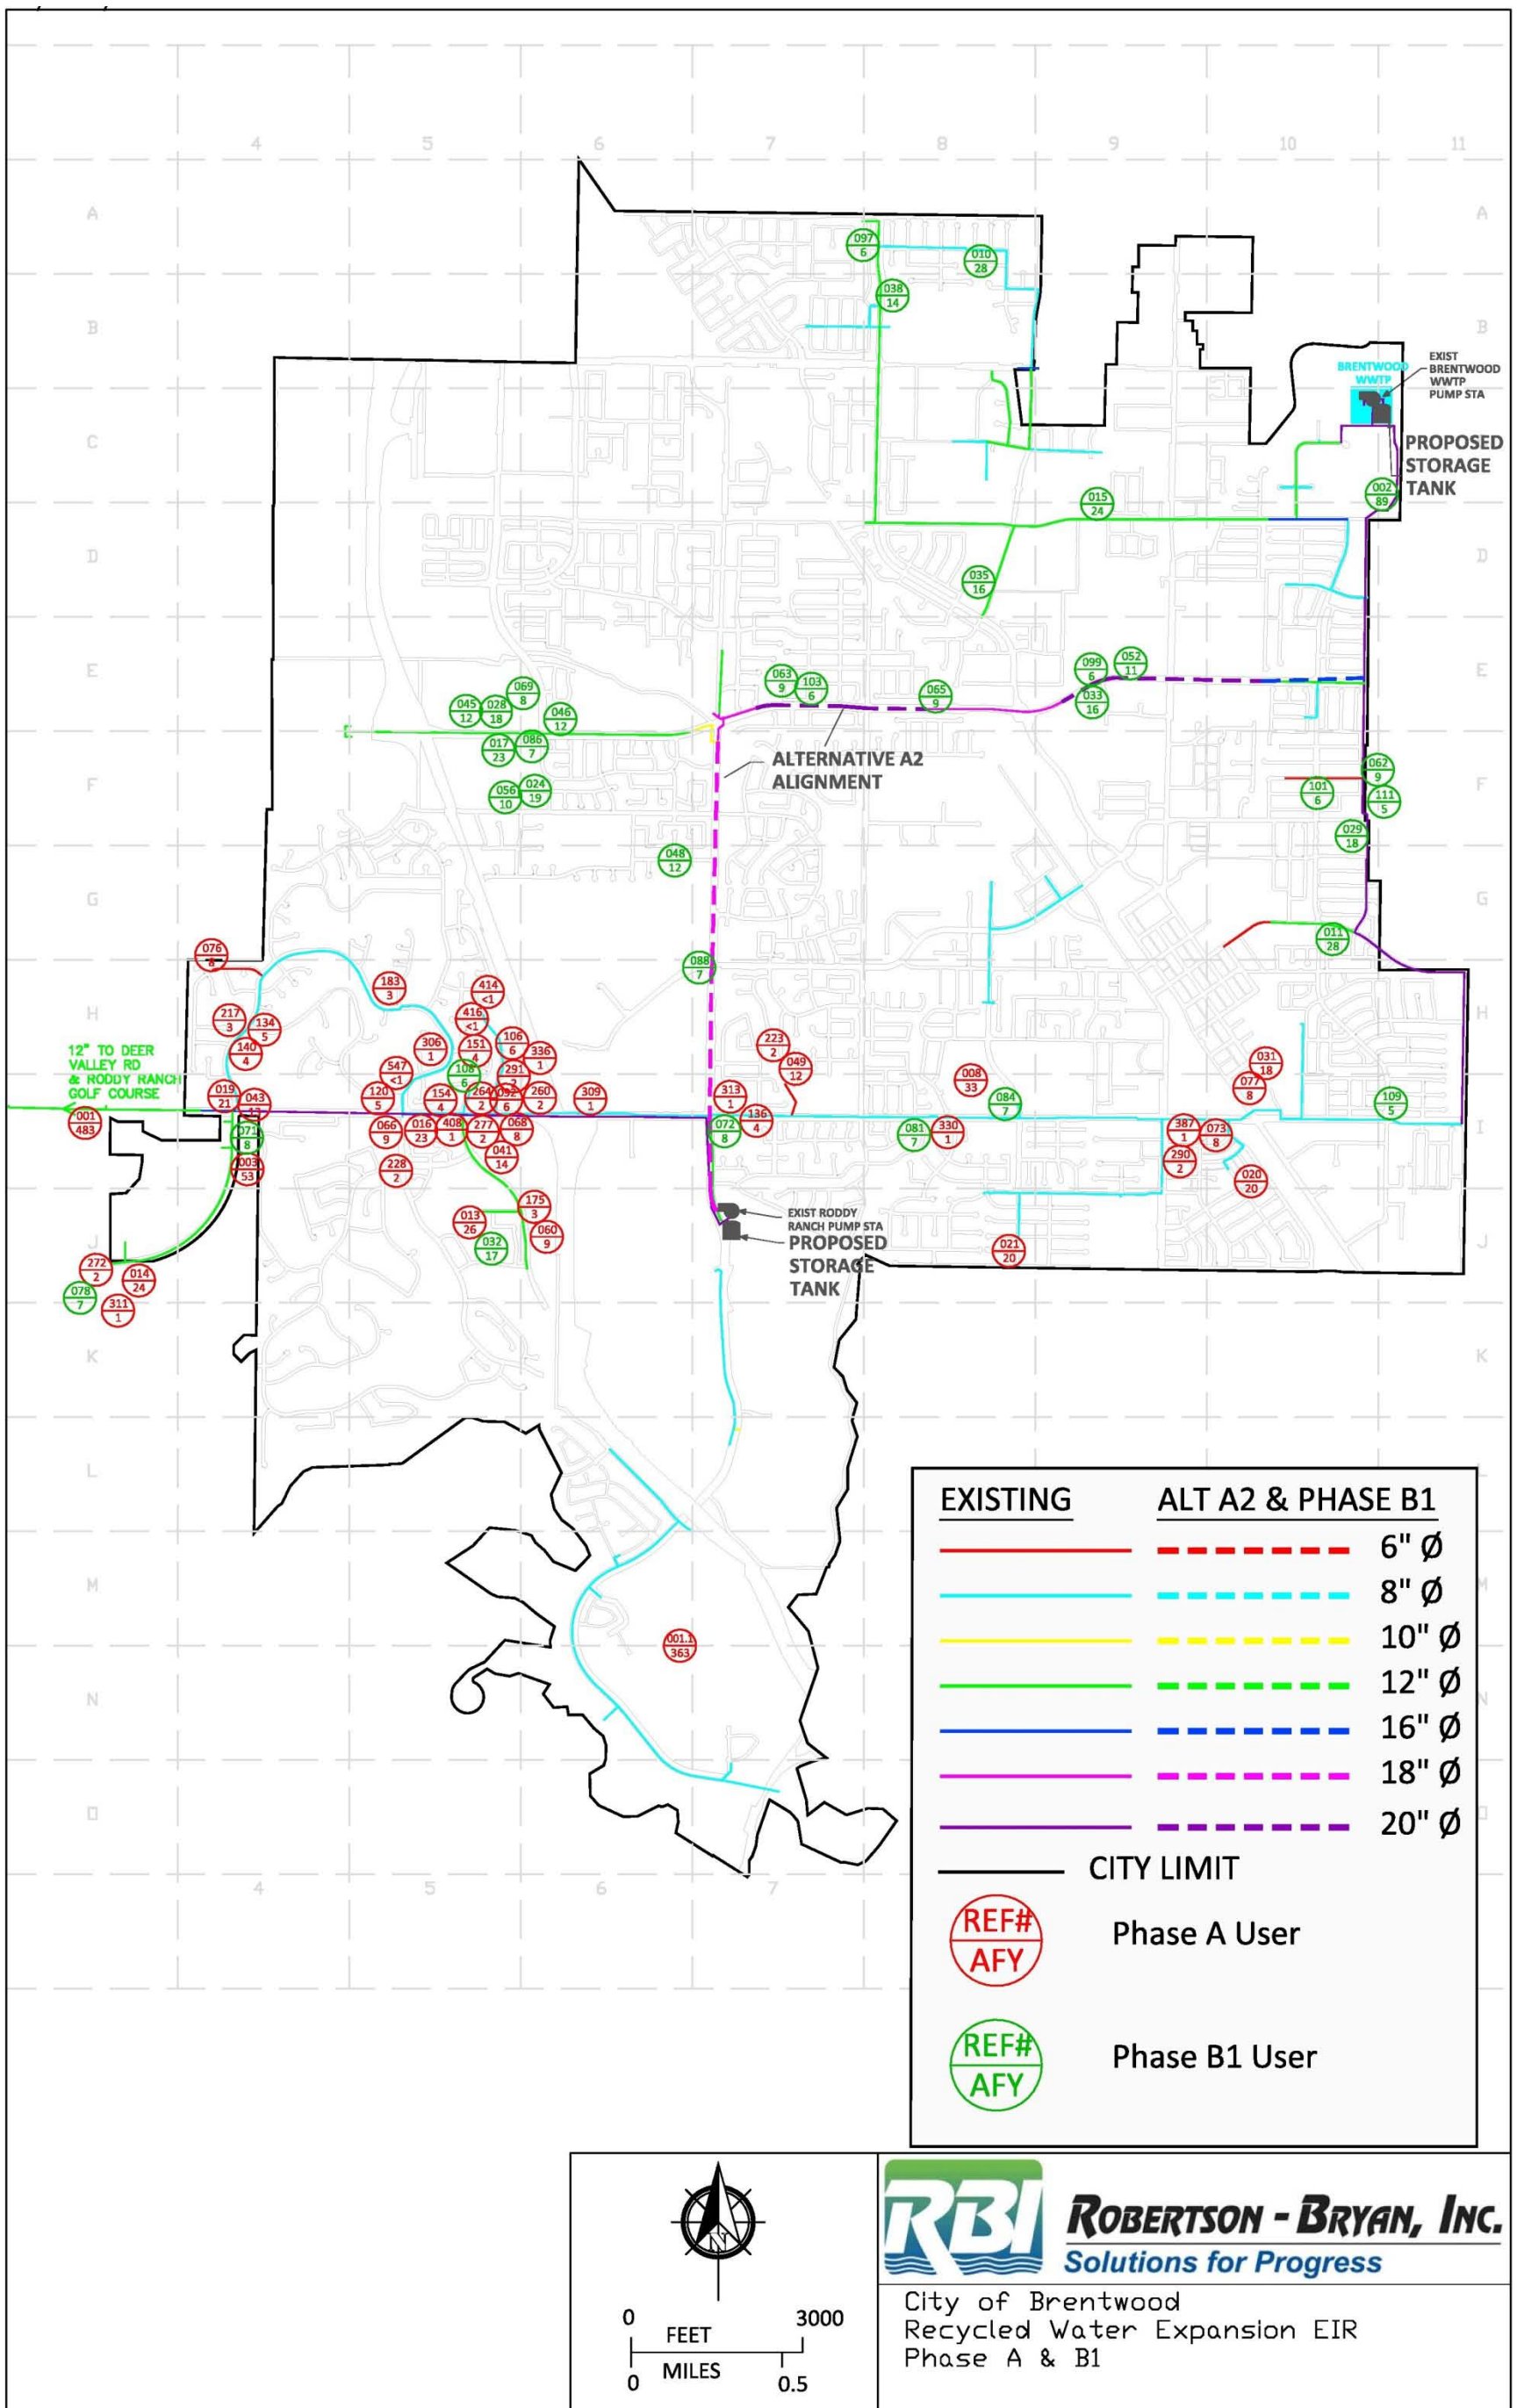 4 5 6 7 8 9 10 11
A A
097
6
010
28
038
14
B B
EXIST
BRENTWOOD
WWTP
PUMP STA
BRENTWOOD
WWTP
C C
PROPOSED
STORAGE
TANK
002
89
015
24
D D
035
16
E E
099
6
052
11
063
9
103
6
065
9
033
16
069
8
045
12
028
18
046
12
017
23
086
7
ALTERNATIVE A2
ALIGNMENT
F F
056
10
024
19
062
9
101
6
111
5
029
18
048
12
G G
011
28
076
8
088
7
183
3
414
<1
H H
217
3
134
5
416
<1
140
4
306
1
151
4
106
6
336
1
223
2
049
12
031
18
12" TO DEER
VALLEY RD
& RODDY RANCH
GOLF COURSE
547
<1
108
6
291
2
008
33
077
8
019
21
043
120
5
154
4
264
2
092
6
260
2
309
1
313
1
084
7
109
5
001
483
136
4
I I
071
8
066
9
016
23
408
1
277
2
068
8
072
8
081
7
330
1
387
1
073
8
003
53
228
2
041
14
290
2
020
20
175
3
013
26
060
9
032
17
EXIST RODDY
RANCH PUMP STA
PROPOSED
STORAGE
TANK
J J
021
20
272
2
014
24
078
7
311
1
K K
L
M M
001.1
363
N N
4 5 6 7
EXISTING ALT A2 & PHASE B1
6" Ø
8" Ø
10" Ø
12" Ø
16" Ø
18" Ø
20" Ø
CITY LIMIT
REF#
AFY
Phase A User
REF#
AFY
Phase B1 User
N
0 3000
FEET
MILES
0 0.5
RBI
ROBERTSON - BRYAN, INC.
Solutions for Progress
City of Brentwood
Recycled Water Expansion EIR
Phase A & B1